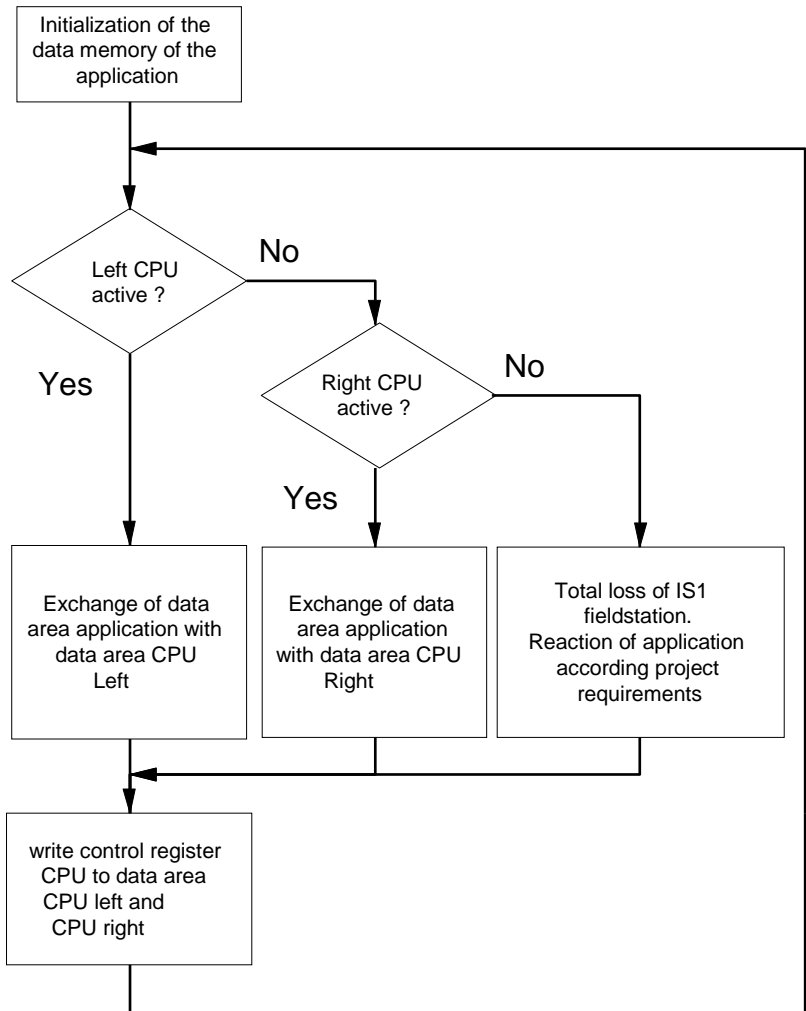 Initialization of the
data memory of the
application
Left CPU
active ?
No
Yes
Right CPU
active ?
No
Yes
Exchange of data
area application with
data area CPU
Left
Exchange of data
area application
with data area CPU
Right
Total loss of IS1
fieldstation.
Reaction of application
according project
requirements
write control register
CPU to data area
CPU left and
CPU right